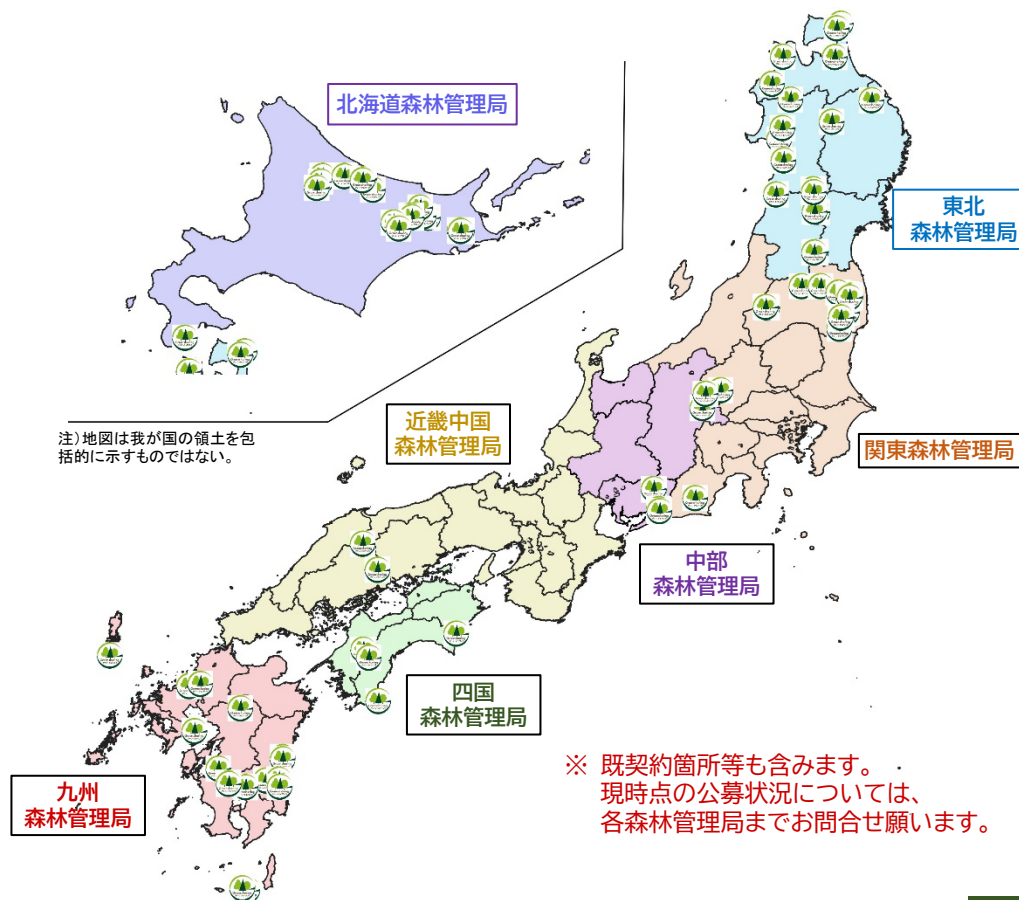 北海道森林管理局
東北
森林管理局
注）地図は我が国の領土を包
括的に示すものではない。
近畿中国
森林管理局
関東森林管理局
中部
森林管理局
四国
森林管理局
九州
森林管理局
※ 既契約箇所等も含みます。
現時点の公募状況については、
各森林管理局までお問合せ願います。